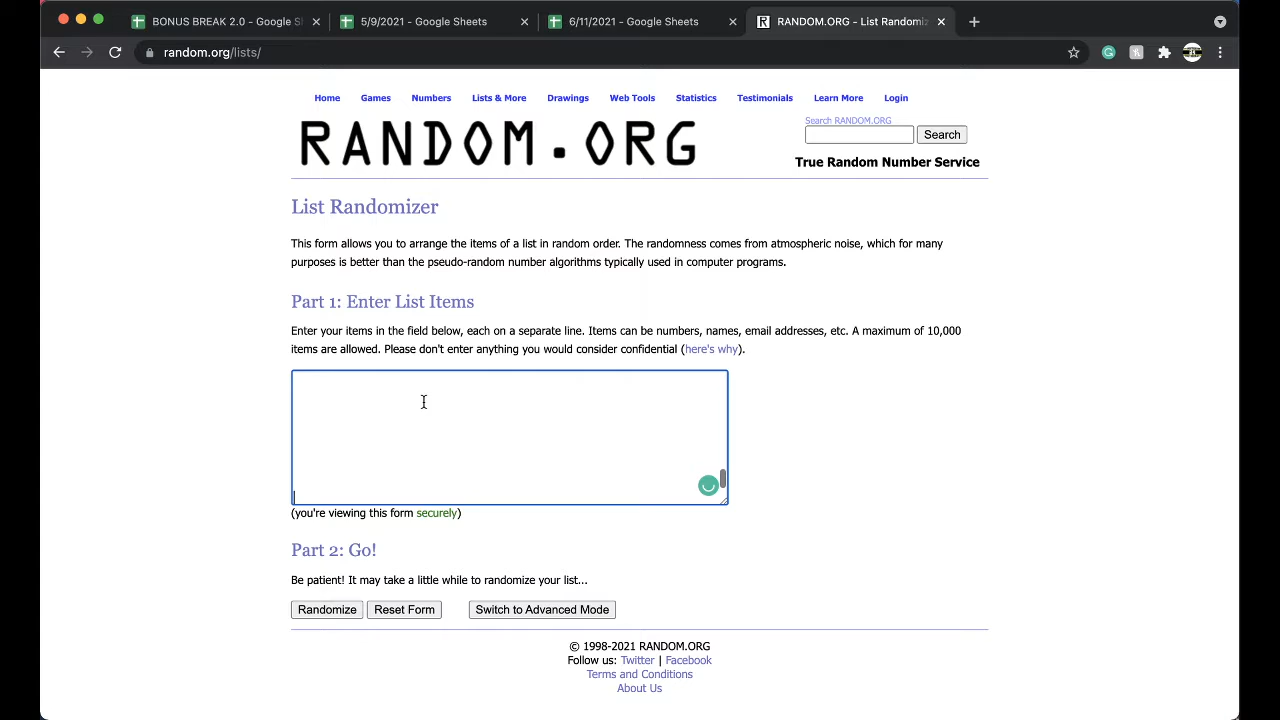 BONUS BREAK 2.0 - Google S
5/9/2021 - Google Sheets
6/11/2021 - Google Sheets
RANDOM.ORG - List Randomiz
random.org/lists/
Home Games Numbers Lists & More Drawings Web Tools Statistics Testimonials Learn More Login
RANDOM.ORG
Search RANDOM.ORG
Search
True Random Number Service
List Randomizer
This form allows you to arrange the items of a list in random order. The randomness comes from atmospheric noise, which for many
purposes is better than the pseudo-random number algorithms typically used in computer programs.
Part 1: Enter List Items
Enter your items in the field below, each on a separate line. Items can be numbers, names, email addresses, etc. A maximum of 10,000
items are allowed. Please don't enter anything you would consider confidential (here's why).
(you're viewing this form securely)
Part 2: Go!
Be patient! It may take a little while to randomize your list...
Randomize Reset Form Switch to Advanced Mode
© 1998-2021 RANDOM.ORG
Follow us: Twitter | Facebook
Terms and Conditions
About Us